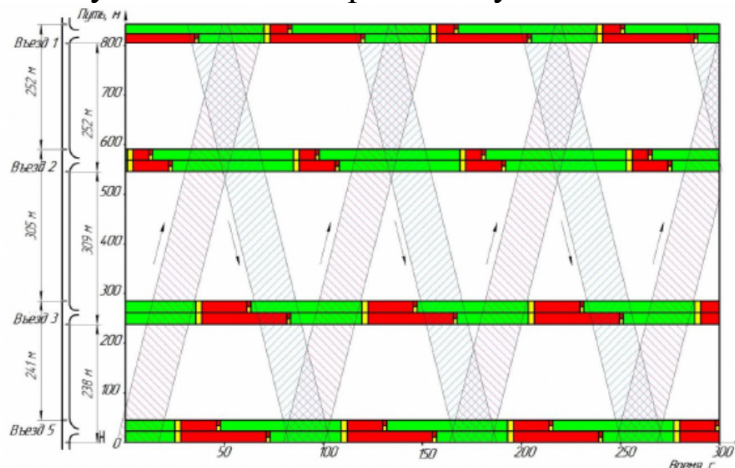 Путь, м
Въезд 1
800
252 м
252 м
700
600
Въезд 2
500
305 м
309 м
400
300
Въезд 3
200
241 м
238 м
100
Въезд 5
0
50
100
150
200
250
300
Время с